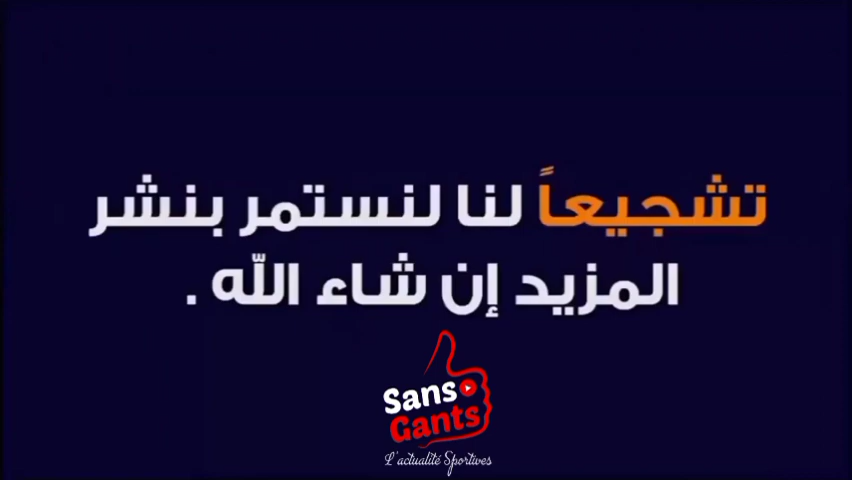 تشجيعاً لنا لنستمر بنشر
المزيد إن شاء الله .
Sans
Gants
L'actualité Sportives